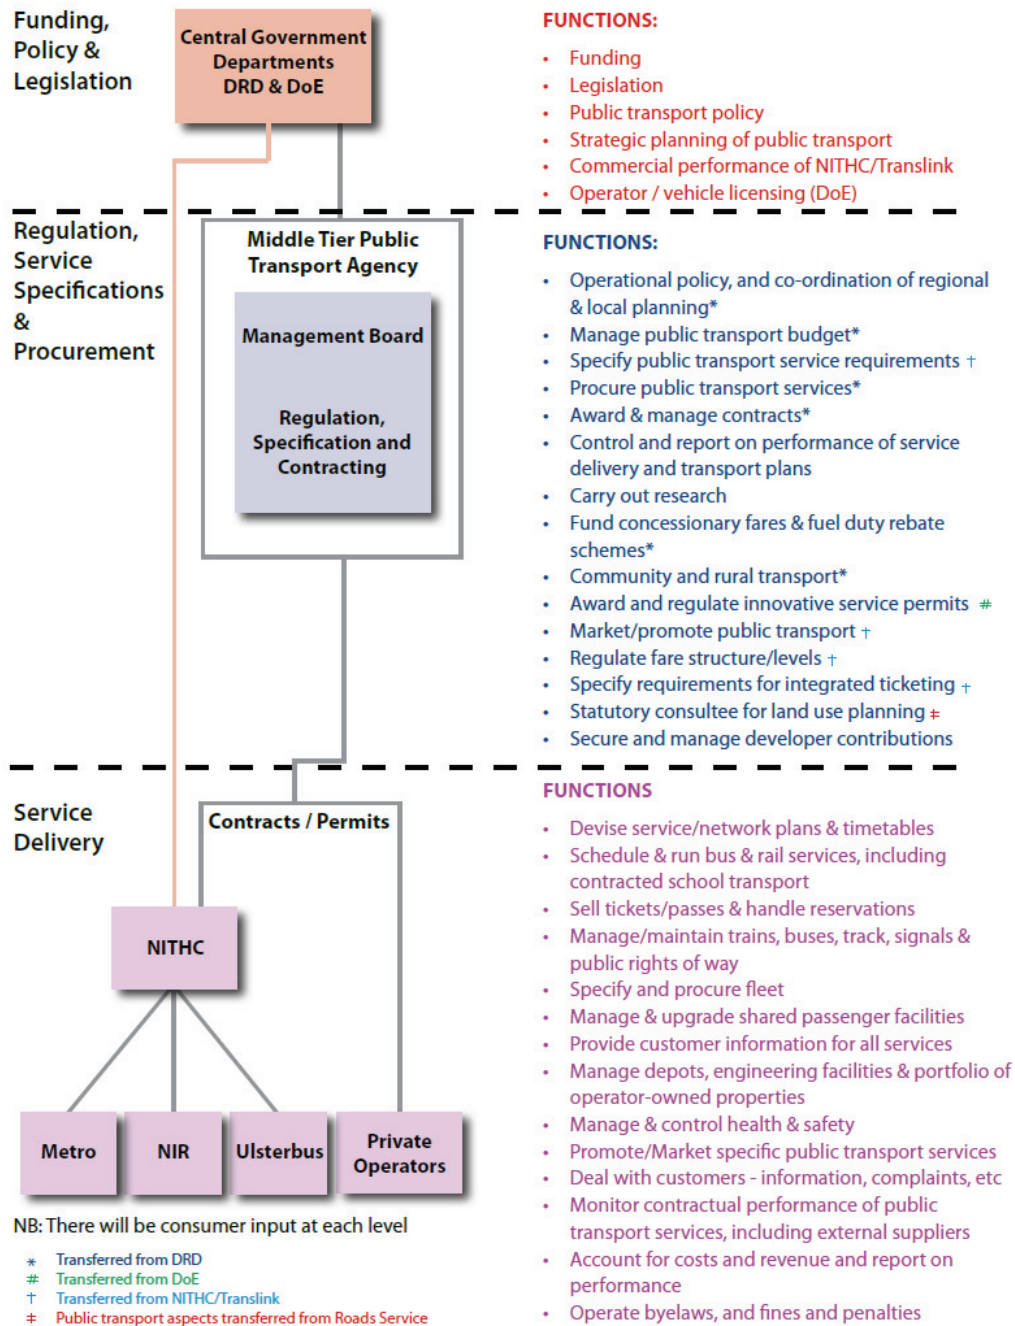 Funding,
Policy &
Legislation
Central Government
Departments
DRD & DoE
FUNCTIONS:
• Funding
• Legislation
• Public transport policy
• Strategic planning of public transport
• Commercial performance of NITHC/Translink
• Operator / vehicle licensing (DoE)
Regulation,
Service
Specifications
&
Procurement
Middle Tier Public
Transport Agency
Management Board
Regulation,
Specification and
Contracting
FUNCTIONS:
• Operational policy, and co-ordination of regional
& local planning*
• Manage public transport budget*
• Specify public transport service requirements †
• Procure public transport services*
• Award & manage contracts*
• Control and report on performance of service
delivery and transport plans
• Carry out research
• Fund concessionary fares & fuel duty rebate
schemes*
• Community and rural transport*
• Award and regulate innovative service permits #
• Market/promote public transport †
• Regulate fare structure/levels †
• Specify requirements for integrated ticketing †
• Statutory consultee for land use planning ‡
• Secure and manage developer contributions
Service
Delivery
Contracts / Permits
NITHC
Metro
NIR
Ulsterbus
Private
Operators
FUNCTIONS
• Devise service/network plans & timetables
• Schedule & run bus & rail services, including
contracted school transport
• Sell tickets/passes & handle reservations
• Manage/maintain trains, buses, track, signals &
public rights of way
• Specify and procure fleet
• Manage & upgrade shared passenger facilities
• Provide customer information for all services
• Manage depots, engineering facilities & portfolio of
operator-owned properties
• Manage & control health & safety
• Promote/Market specific public transport services
• Deal with customers - information, complaints, etc
• Monitor contractual performance of public
transport services, including external suppliers
• Account for costs and revenue and report on
performance
• Operate byelaws, and fines and penalties
NB: There will be consumer input at each level
* Transferred from DRD
# Transferred from DoE
† Transferred from NITHC/Translink
‡ Public transport aspects transferred from Roads Service